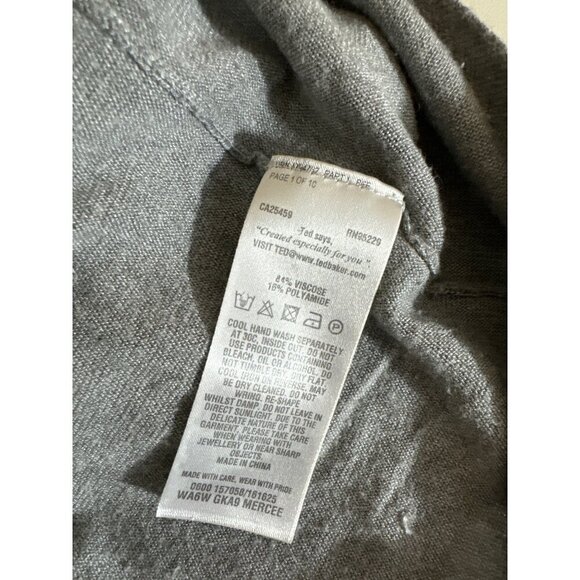 PAGE 1 OF 10
CA25459 RN95229
Ted says,
"Created especially for you"
VISIT TED@www.tedbaker.com
84% VISCOSE
16% POLYAMIDE
COOL HAND WASH SEPARATELY
AT 30C, INSIDE OUT. DO NOT
USE PRODUCTS CONTAINING
BLEACH, OIL OR ALCOHOL. DO
NOT TUMBLE DRY. DRY FLAT.
COOL IRON ON REVERSE. CAN
BE DRY CLEANED. DO NOT
WRING. RE-SHAPE
WHILST DAMP. DO NOT LEAVE IN
DIRECT SUNLIGHT. DUE TO THE
DELICATE NATURE OF THIS
GARMENT, PLEASE TAKE CARE
WHEN WEARING WITH
JEWELLERY OR NEAR SHARP
OBJECTS.
MADE IN CHINA
MADE WITH CARE, WEAR WITH PRIDE
0600 157058/161625
WA6W GKA9 MERCEE